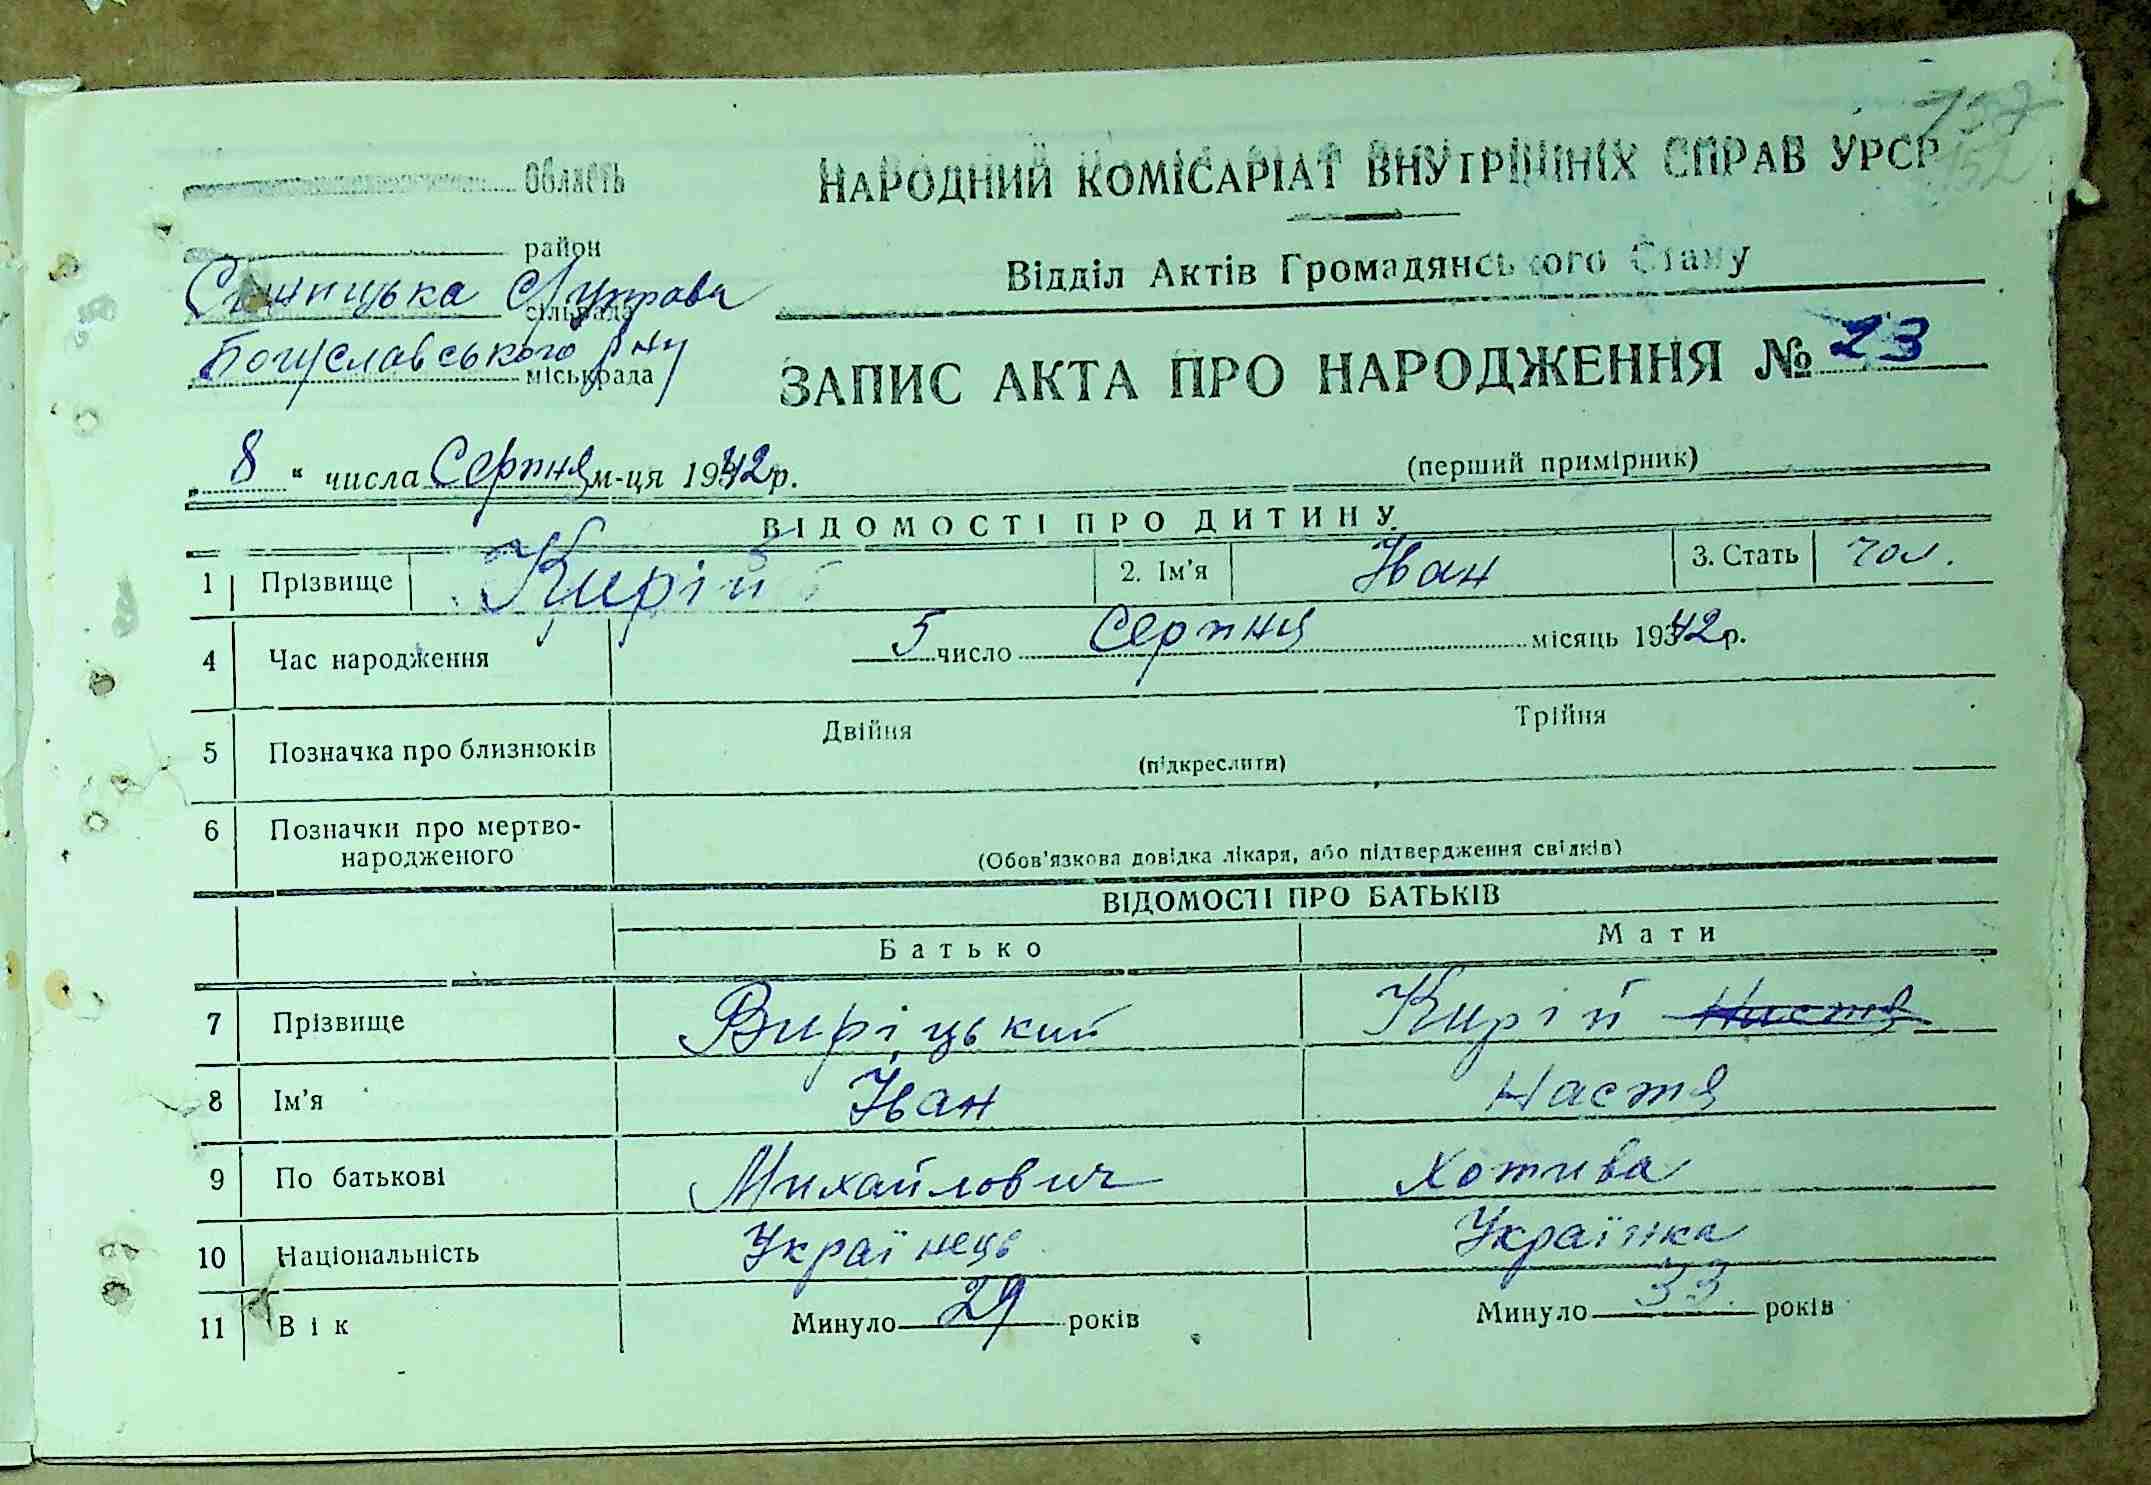 737
152
область
НАРОДНИЙ КОМІСАРІАТ ВНУТРІШНІХ СПРАВ УРСР
район
Відділ Актів Громадянського Стану
Синицька С/управа
сільрада
Богуславського р-ну
міськрада
ЗАПИС АКТА ПРО НАРОДЖЕННЯ № 23
„ 8 " числа Серпня м-ця 1942 р.
(перший примірник)
ВІДОМОСТІ ПРО ДИТИНУ
1 Прізвище Кирій 2. Ім'я Іван 3. Стать чол.
4 Час народження 5 число Серпня місяць 1942 р.
5 Позначка про близнюків Двійня Трійня
(підкреслити)
6 Позначки про мертво-
народженого
(Обов'язкова довідка лікаря, або підтвердження свідків)
ВІДОМОСТІ ПРО БАТЬКІВ
Батько Мати
7 Прізвище Виріцький Кирій Настя
8 Ім'я Іван Настя
9 По батькові Михайлович Хотива
10 Національність Українець Українка
11 Вік Минуло 29 років Минуло 33 років